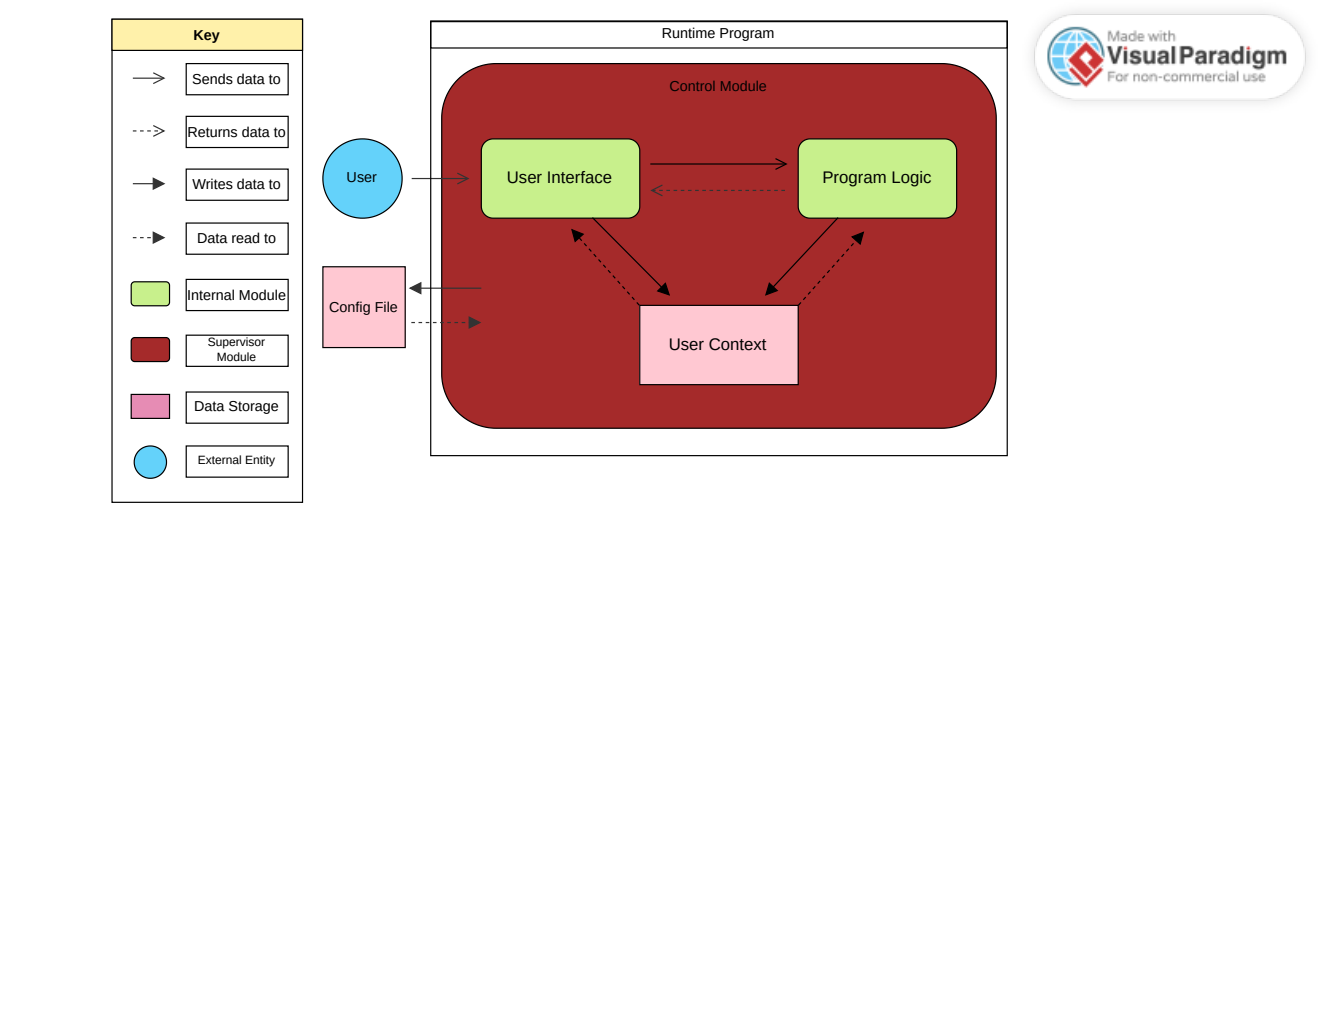 Key
Sends data to
Returns data to
Writes data to
Data read to
Internal Module
Supervisor
Module
Data Storage
External Entity
User
Config File
Runtime Program
Control Module
User Interface
Program Logic
User Context
Made with
Visual Paradigm
For non-commercial use